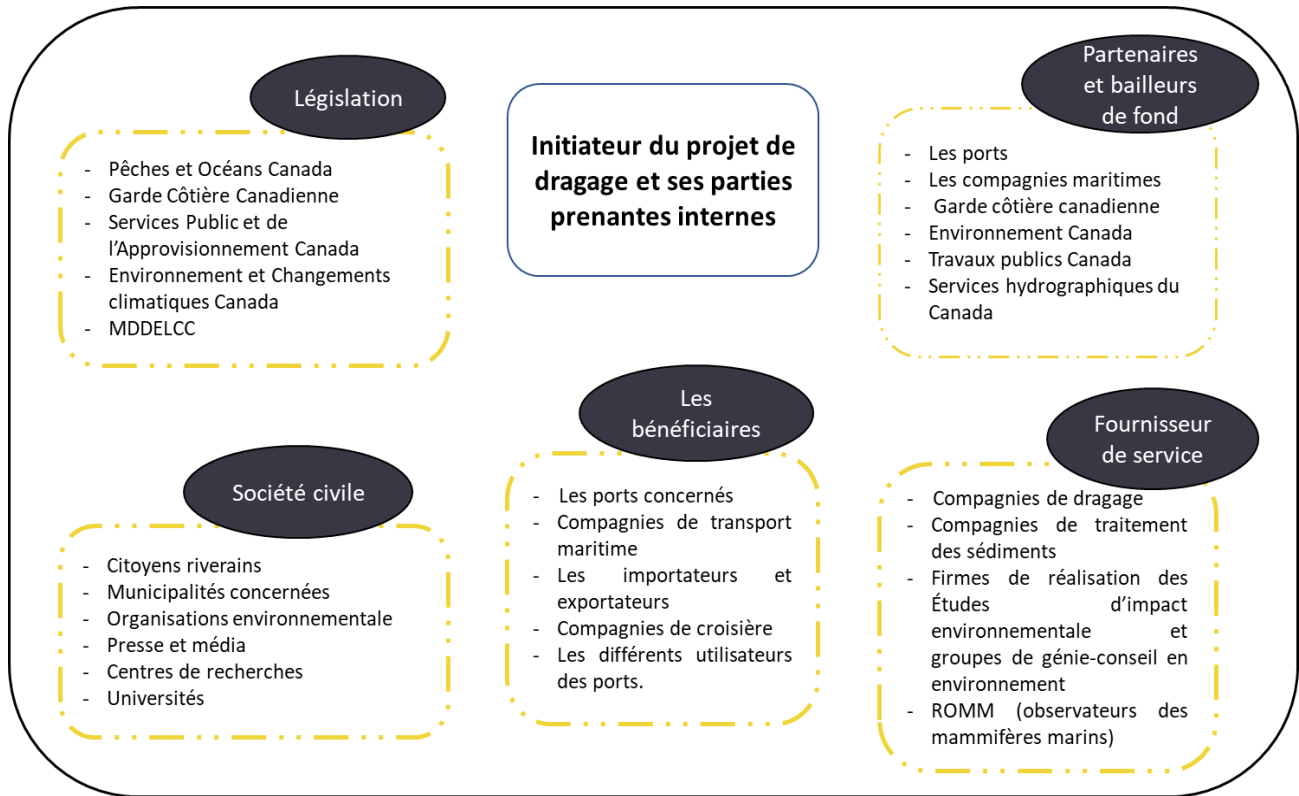 Législation
- Pêches et Océans Canada
- Garde Côtière Canadienne
- Services Public et de
l'Approvisionnement Canada
- Environnement et Changements
climatiques Canada
- MDDELCC
Initiateur du projet de
dragage et ses parties
prenantes internes
Partenaires
et bailleurs
de fond
- Les ports
- Les compagnies maritimes
- Garde côtière canadienne
- Environnement Canada
- Travaux publics Canada
- Services hydrographiques du
Canada
Société civile
- Citoyens riverains
- Municipalités concernées
- Organisations environnementale
- Presse et média
- Centres de recherches
- Universités
Les
bénéficiaires
- Les ports concernés
- Compagnies de transport
maritime
- Les importateurs et
exportateurs
- Compagnies de croisière
- Les différents utilisateurs
des ports.
Fournisseur
de service
- Compagnies de dragage
- Compagnies de traitement
des sédiments
- Firmes de réalisation des
Études d'impact
environnementale et
groupes de génie-conseil en
environnement
- ROMM (observateurs des
mammifères marins)